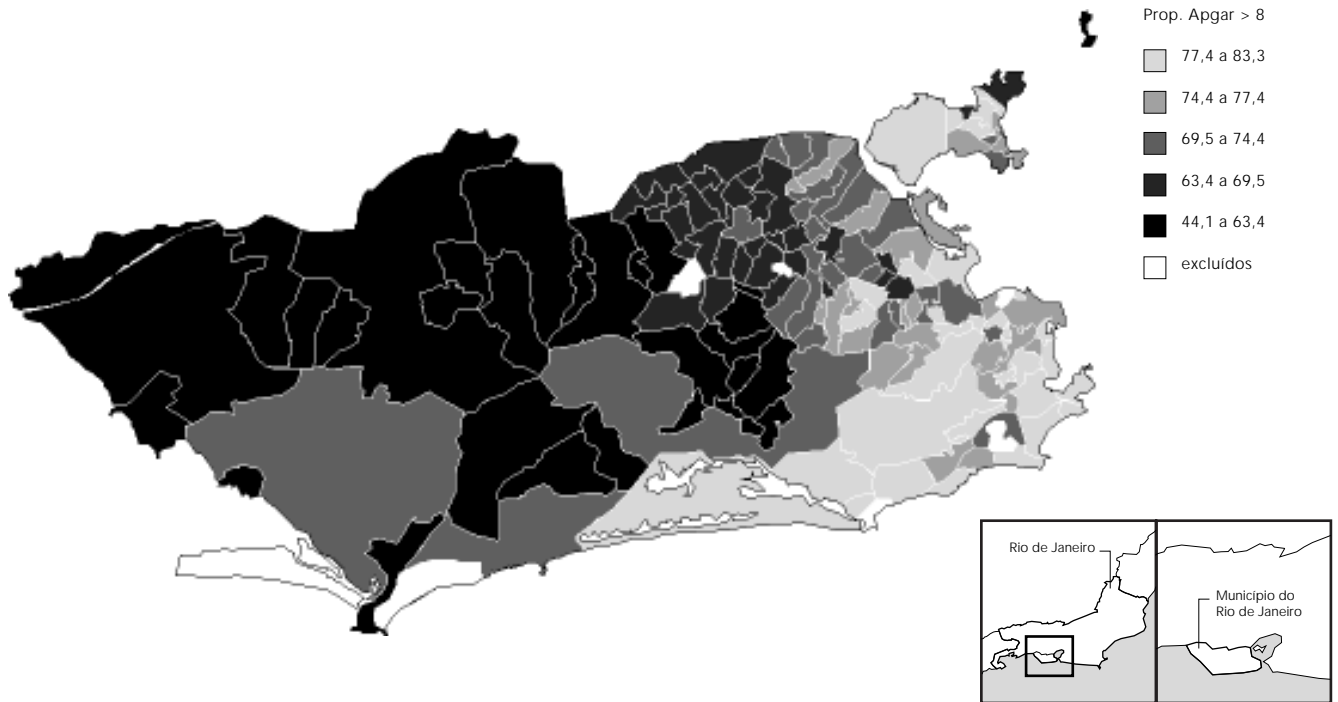 Prop. Apgar > 8
77,4 a 83,3
74,4 a 77,4
69,5 a 74,4
63,4 a 69,5
44,1 a 63,4
excluídos
Rio de Janeiro
Município do
Rio de Janeiro